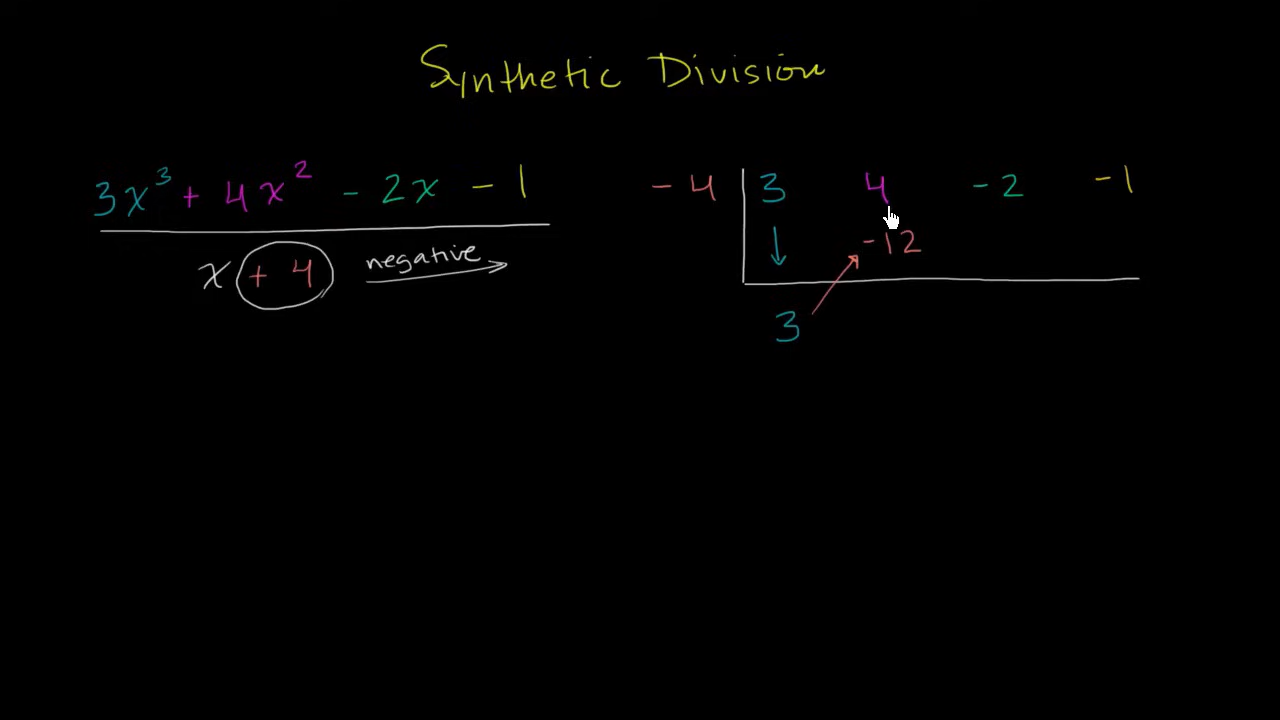 Synthetic Division
3x³ + 4x² - 2x - 1
x + 4 negative
-4 3 4 -2 -1
-12
3